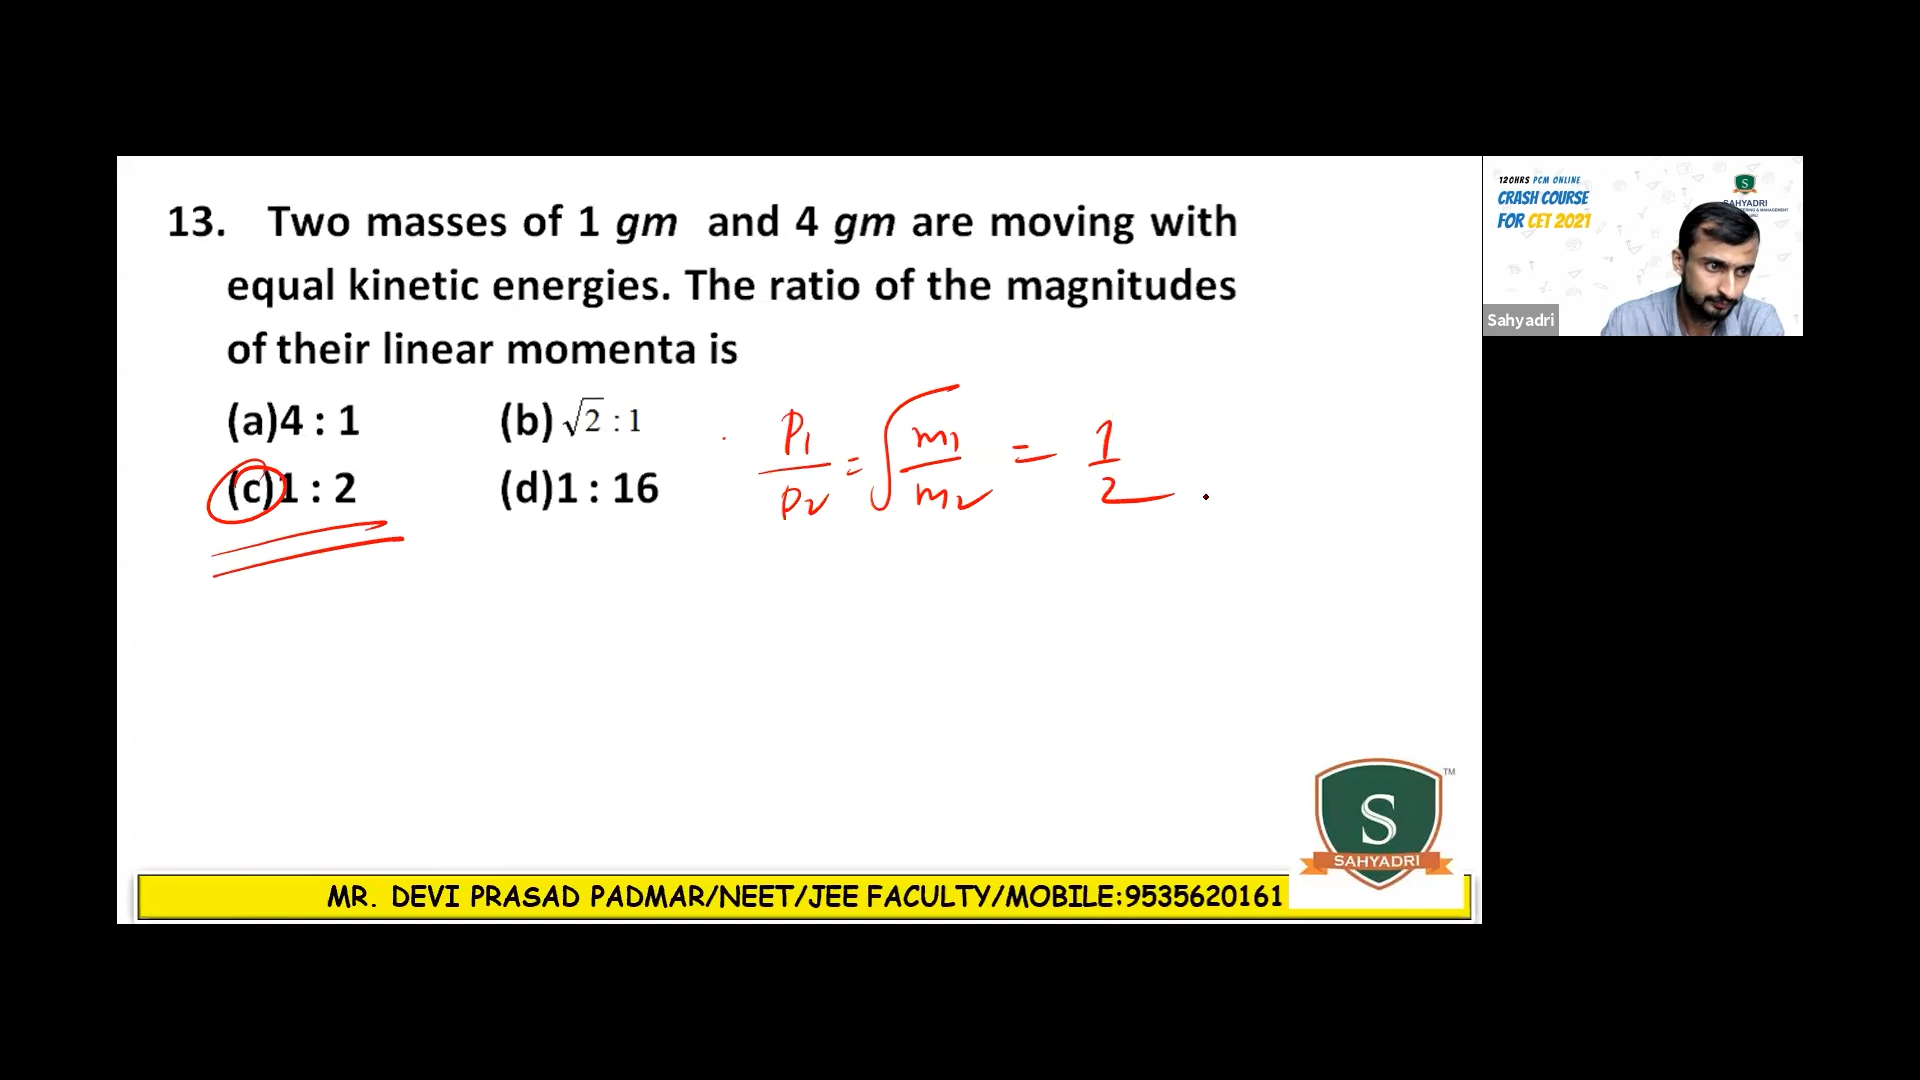 13. Two masses of 1 gm and 4 gm are moving with
equal kinetic energies. The ratio of the magnitudes
of their linear momenta is
(a)4 : 1 (b) √2 : 1
(c)1 : 2 (d)1 : 16
P1/P2 = √(m1/m2) = 1/2
TM
S
SAHYADRI
MR. DEVI PRASAD PADMAR/NEET/JEE FACULTY/MOBILE:9535620161
120HRS PCM ONLINE
CRASH COURSE
FOR CET 2021
S
SAHYADRI
Sahyadri